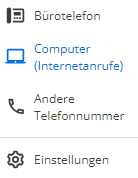 Bürotelefon
Computer
(Internetanrufe)
Andere
Telefonnummer
Einstellungen